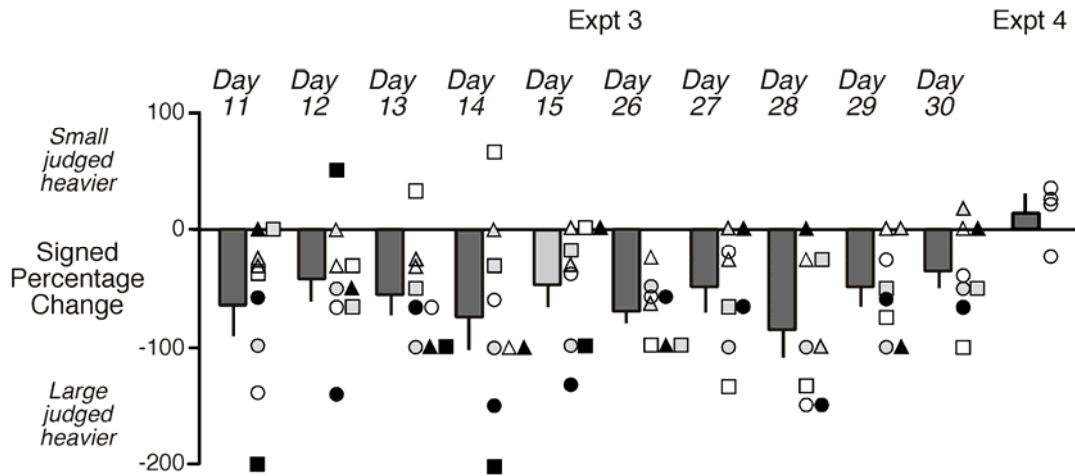 Expt 3 Expt 4
Day Day Day Day Day Day Day Day Day Day
11 12 13 14 15 26 27 28 29 30
100
Small
judged
heavier
0
Signed
Percentage
Change
-100
Large
judged
heavier
-200